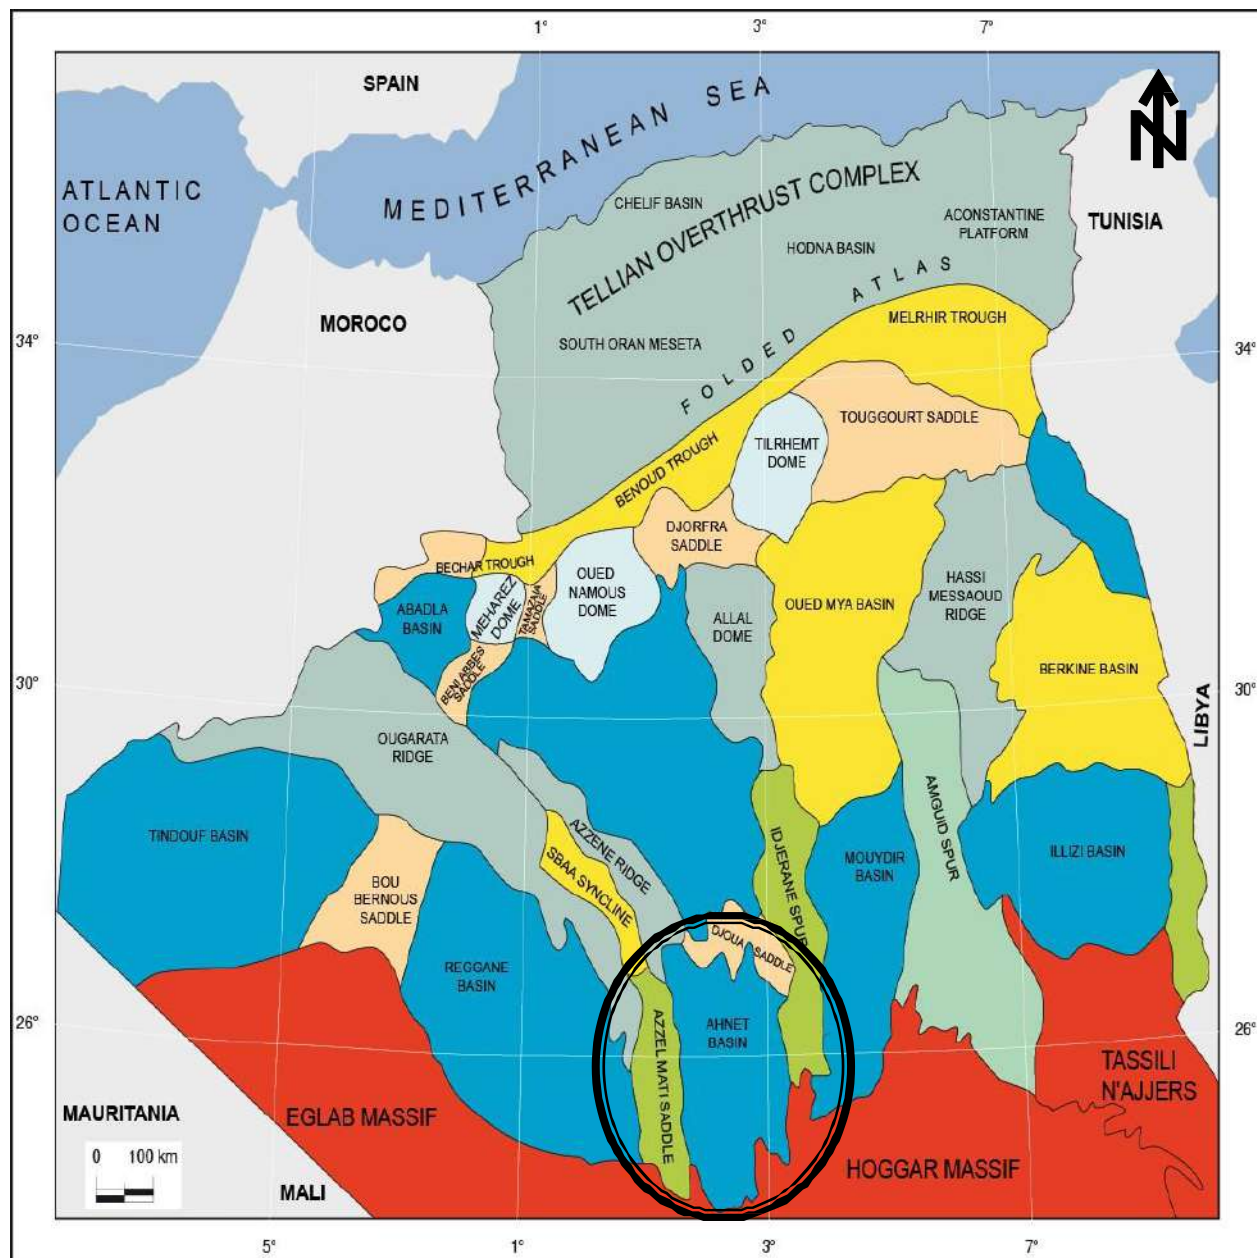 1°
3°
7°
SPAIN
MEDITERRANEAN SEA
N
ATLANTIC
OCEAN
TELLIAN OVERTHRUST COMPLEX
CHELIF BASIN
ACONSTANTINE
PLATFORM
TUNISIA
HODNA BASIN
FOLDED ATLAS
MOROCO
MELRHIR TROUGH
34°
34°
SOUTH ORAN MESETA
TOUGGOURT SADDLE
TILRHEMT
DOME
BENOUD TROUGH
DJORFRA
SADDLE
BECHAR TROUGH
OUED
NAMOUS
DOME
HASSI
MESSAOUD
RIDGE
ABADLA
BASIN
MEHAREZ
DOME
TAMAZAIA
SADDLE
OUED MYA BASIN
ALLAL
DOME
BENI ABBES
SADDLE
BERKINE BASIN
30°
30°
LIBYA
OUGARATA
RIDGE
AMGUID SPUR
TINDOUF BASIN
AZZENE RIDGE
IDJERANE SPUR
SBAA SYNCLINE
MOUYDIR
BASIN
ILLIZI BASIN
BOU
BERNOUS
SADDLE
DJOUA SADDLE
REGGANE
BASIN
26°
26°
AHNET
BASIN
AZZEL MATI SADDLE
TASSILI
N'AJJERS
MAURITANIA
EGLAB MASSIF
0 100 km
HOGGAR MASSIF
MALI
5°
1°
3°
7°